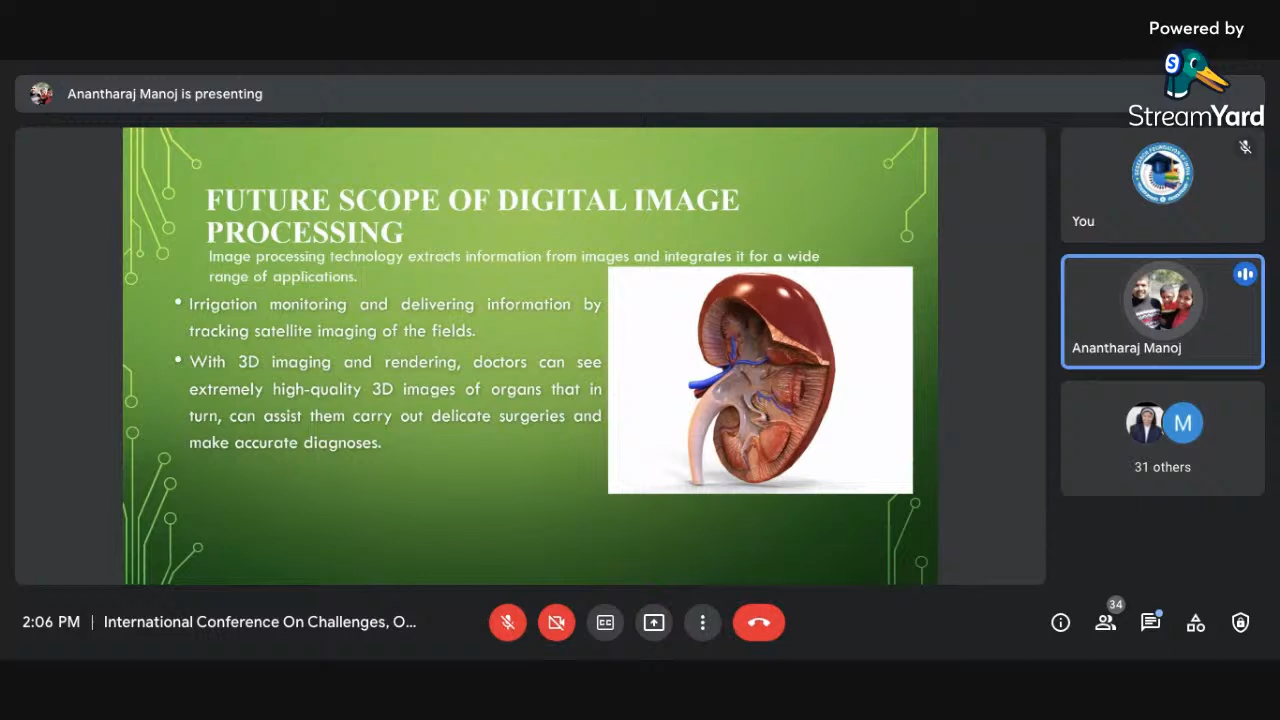 Powered by
StreamYard
Anantharaj Manoj is presenting
FUTURE SCOPE OF DIGITAL IMAGE
PROCESSING
Image processing technology extracts information from images and integrates it for a wide
range of applications.
• Irrigation monitoring and delivering information by
tracking satellite imaging of the fields.
• With 3D imaging and rendering, doctors can see
extremely high-quality 3D images of organs that in
turn, can assist them carry out delicate surgeries and
make accurate diagnoses.
You
Anantharaj Manoj
M
31 others
2:06 PM | International Conference On Challenges, O...
CC
34